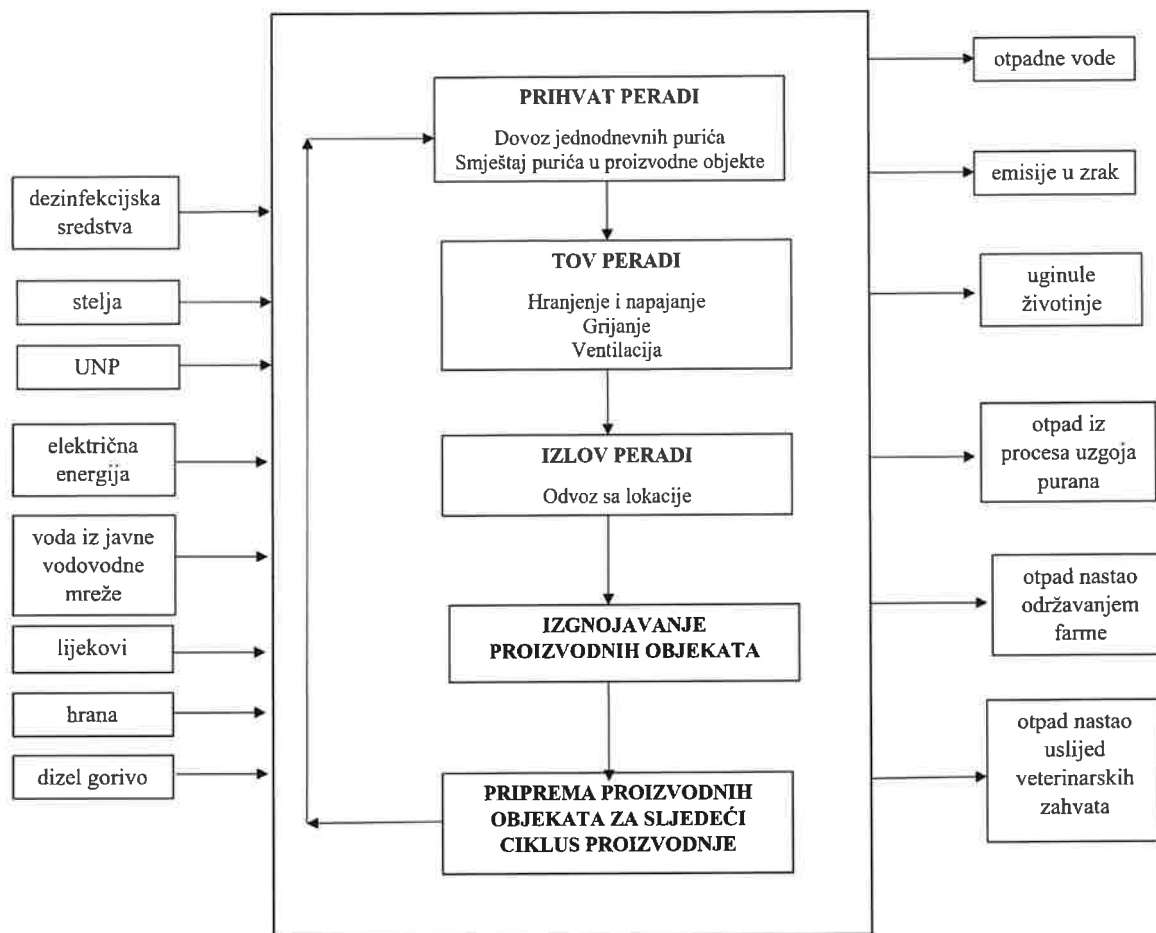 dezinfekcijska
sredstva
stelja
UNP
električna
energija
voda iz javne
vodovodne
mreže
lijekovi
hrana
dizel gorivo
PRIHVAT PERADI
Dovoz jednodnevnih purića
Smještaj purića u proizvodne objekte
TOV PERADI
Hranjenje i napajanje
Grijanje
Ventilacija
IZLOV PERADI
Odvoz sa lokacije
IZGNOJAVANJE
PROIZVODNIH OBJEKATA
PRIPREMA PROIZVODNIH
OBJEKATA ZA SLJEDEĆI
CIKLUS PROIZVODNJE
otpadne vode
emisije u zrak
uginule
životinje
otpad iz
procesa uzgoja
purana
otpad nastao
održavanjem
farme
otpad nastao
uslijed
veterinarskih
zahvata